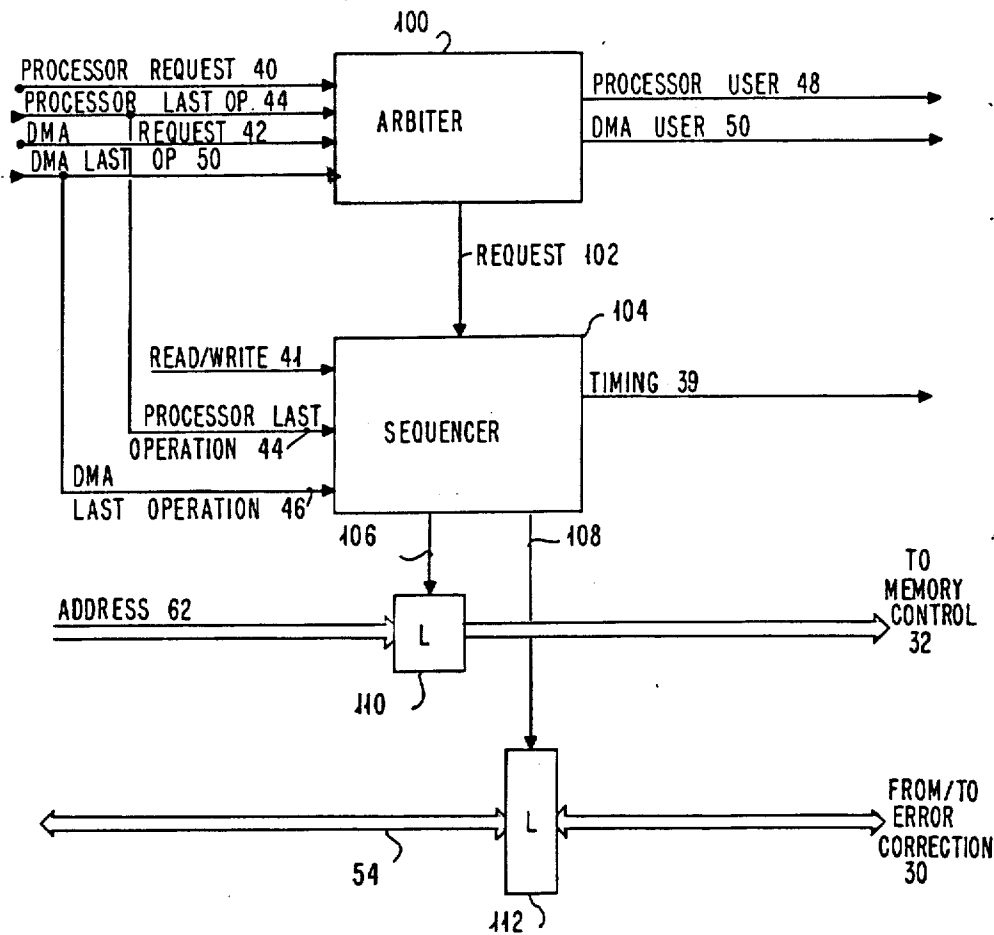 100
PROCESSOR REQUEST 40
PROCESSOR LAST OP. 44
DMA REQUEST 42
DMA LAST OP 50
ARBITER
PROCESSOR USER 48
DMA USER 50
REQUEST 102
104
READ/WRITE 41
TIMING 39
PROCESSOR LAST
OPERATION 44
SEQUENCER
DMA
LAST OPERATION 46
106
108
TO
MEMORY
CONTROL
32
ADDRESS 62
L
110
FROM/TO
ERROR
CORRECTION
30
L
54
112